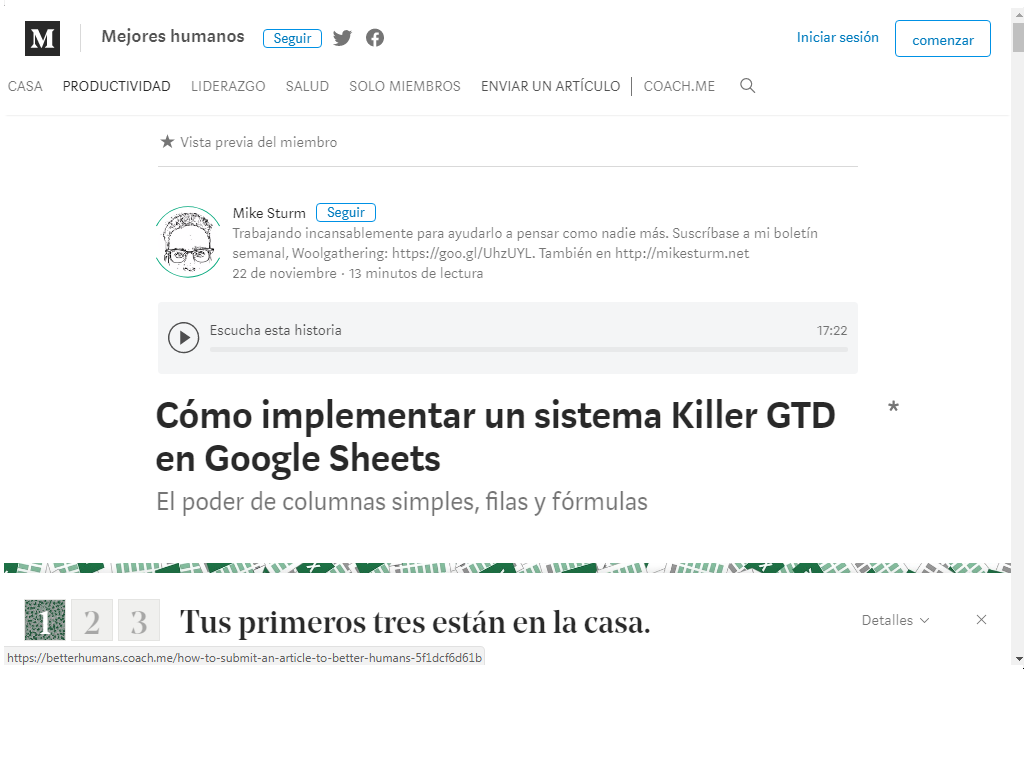 M
Mejores humanos
Seguir
Iniciar sesión
comenzar
CASA PRODUCTIVIDAD LIDERAZGO SALUD SOLO MIEMBROS ENVIAR UN ARTÍCULO COACH.ME
Vista previa del miembro
Mike Sturm Seguir
Trabajando incansablemente para ayudarlo a pensar como nadie más. Suscríbase a mi boletín
semanal, Woolgathering: https://goo.gl/UhzUYL. También en http://mikesturm.net
22 de noviembre · 13 minutos de lectura
Escucha esta historia 17:22
Cómo implementar un sistema Killer GTD *
en Google Sheets
El poder de columnas simples, filas y fórmulas
1 2 3 Tus primeros tres están en la casa. Detalles
https://betterhumans.coach.me/how-to-submit-an-article-to-better-humans-5f1dcf6d61b